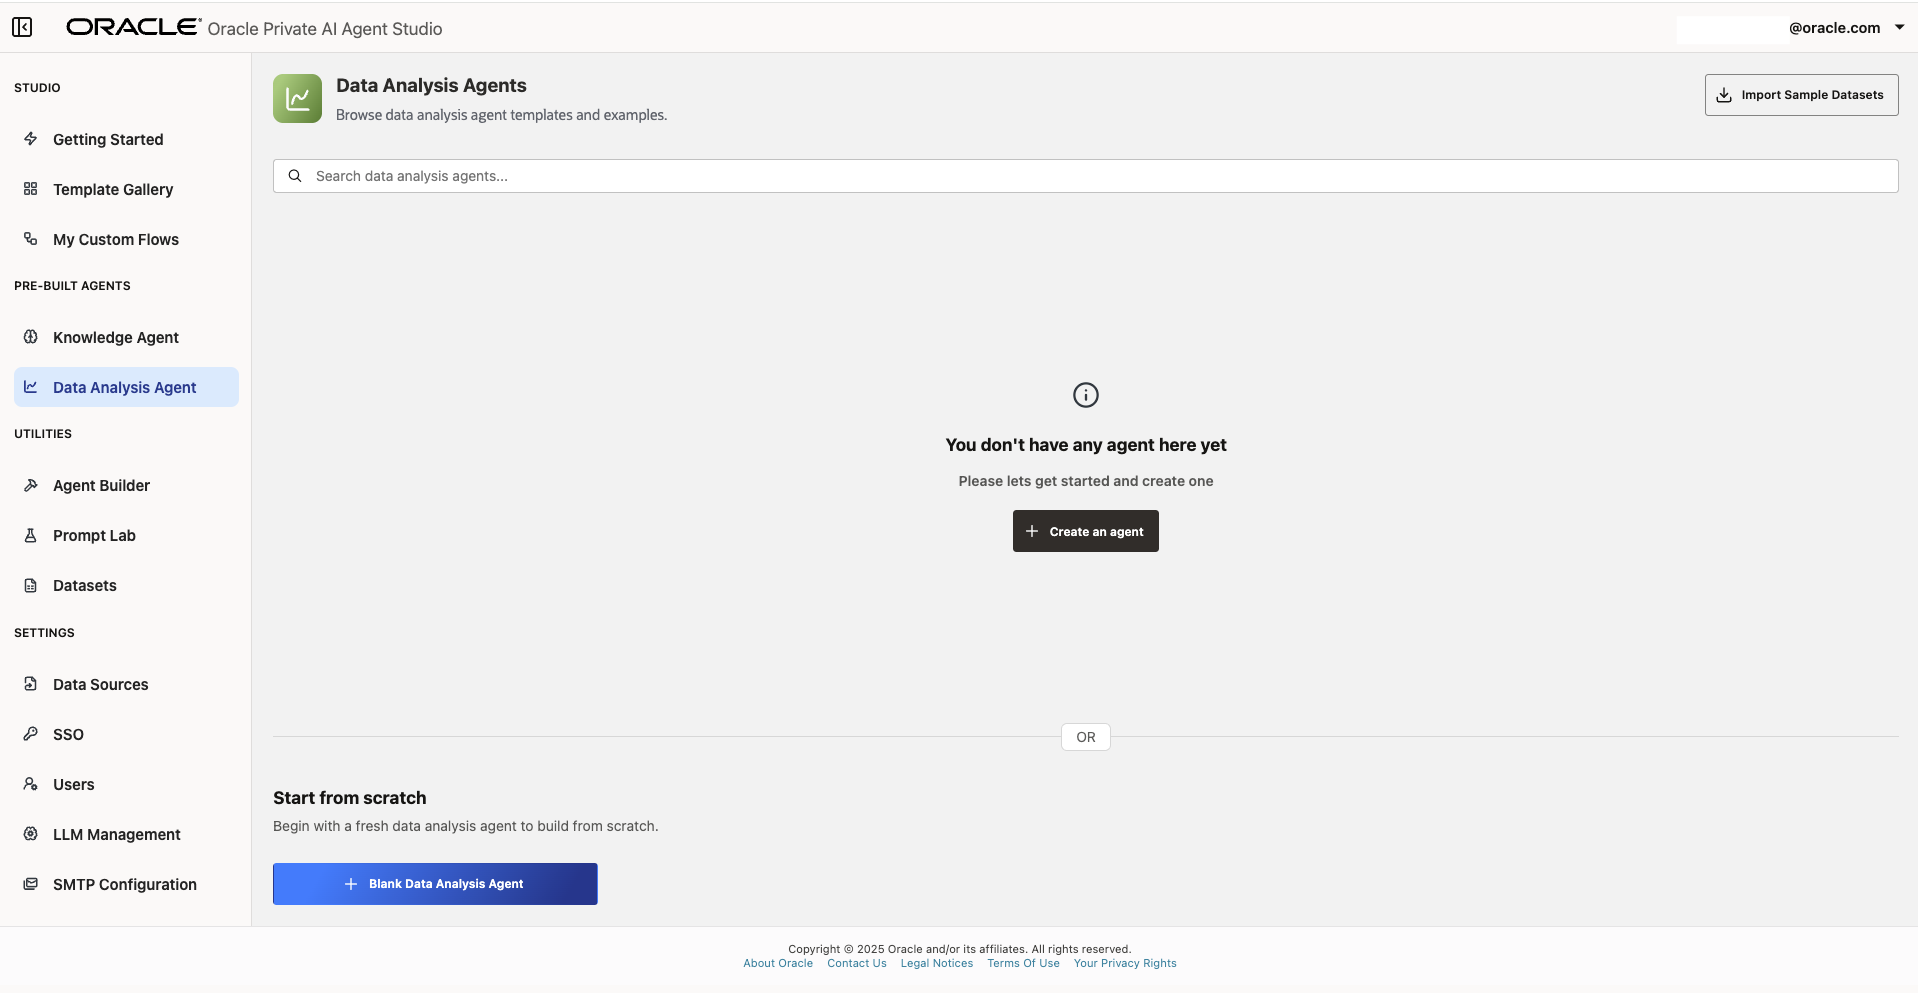 ORACLE Oracle Private AI Agent Studio
@oracle.com
STUDIO
Getting Started
Template Gallery
My Custom Flows
PRE-BUILT AGENTS
Knowledge Agent
Data Analysis Agent
UTILITIES
Agent Builder
Prompt Lab
Datasets
SETTINGS
Data Sources
SSO
Users
LLM Management
SMTP Configuration
Data Analysis Agents
Browse data analysis agent templates and examples.
Import Sample Datasets
Search data analysis agents...
You don't have any agent here yet
Please lets get started and create one
Create an agent
OR
Start from scratch
Begin with a fresh data analysis agent to build from scratch.
Blank Data Analysis Agent
Copyright © 2025 Oracle and/or its affiliates. All rights reserved.
About Oracle Contact Us Legal Notices Terms Of Use Your Privacy Rights